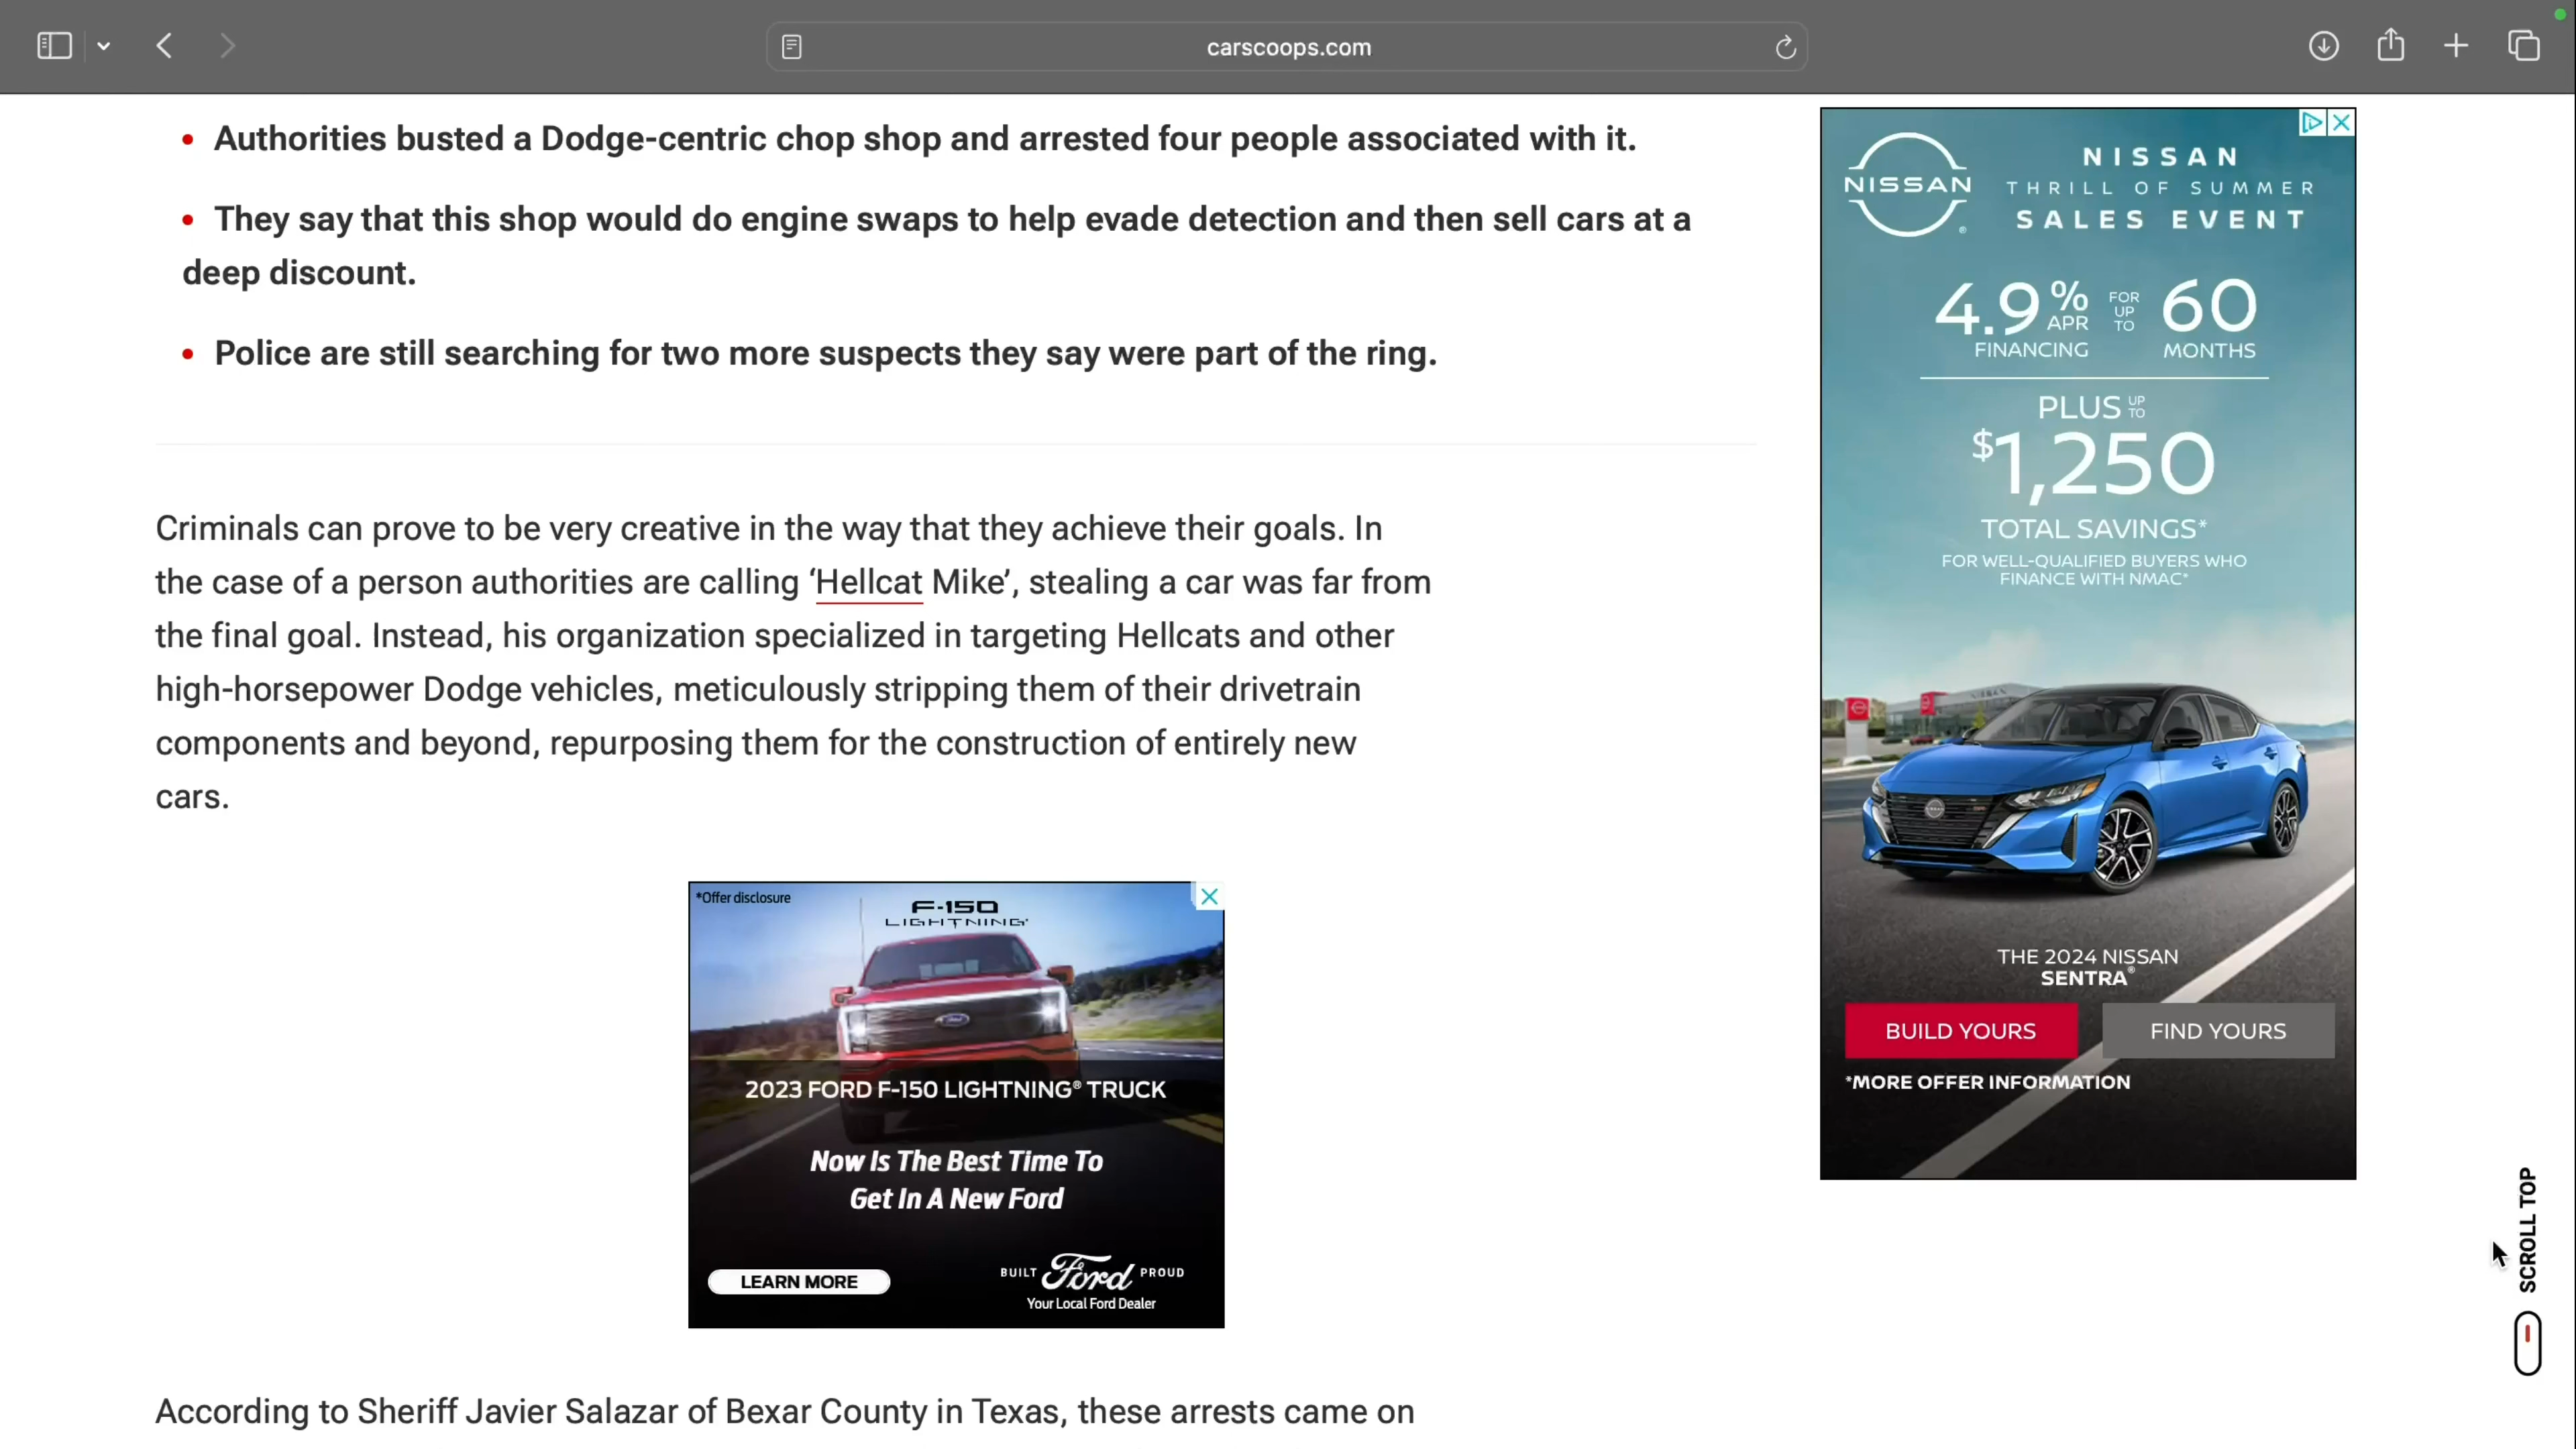 carscoops.com
• Authorities busted a Dodge-centric chop shop and arrested four people associated with it.
• They say that this shop would do engine swaps to help evade detection and then sell cars at a
deep discount.
• Police are still searching for two more suspects they say were part of the ring.
Criminals can prove to be very creative in the way that they achieve their goals. In
the case of a person authorities are calling ‘Hellcat Mike’, stealing a car was far from
the final goal. Instead, his organization specialized in targeting Hellcats and other
high-horsepower Dodge vehicles, meticulously stripping them of their drivetrain
components and beyond, repurposing them for the construction of entirely new
cars.
*Offer disclosure
F-150
LIGHTNING
2023 FORD F-150 LIGHTNING® TRUCK
Now Is The Best Time To
Get In A New Ford
LEARN MORE
BUILT Ford PROUD
Your Local Ford Dealer
According to Sheriff Javier Salazar of Bexar County in Texas, these arrests came on
NISSAN
NISSAN
THRILL OF SUMMER
SALES EVENT
4.9% APR FINANCING
FOR UP TO
60 MONTHS
PLUS UP TO
$1,250
TOTAL SAVINGS*
FOR WELL-QUALIFIED BUYERS WHO
FINANCE WITH NMAC*
THE 2024 NISSAN
SENTRA®
BUILD YOURS
FIND YOURS
*MORE OFFER INFORMATION
SCROLL TOP